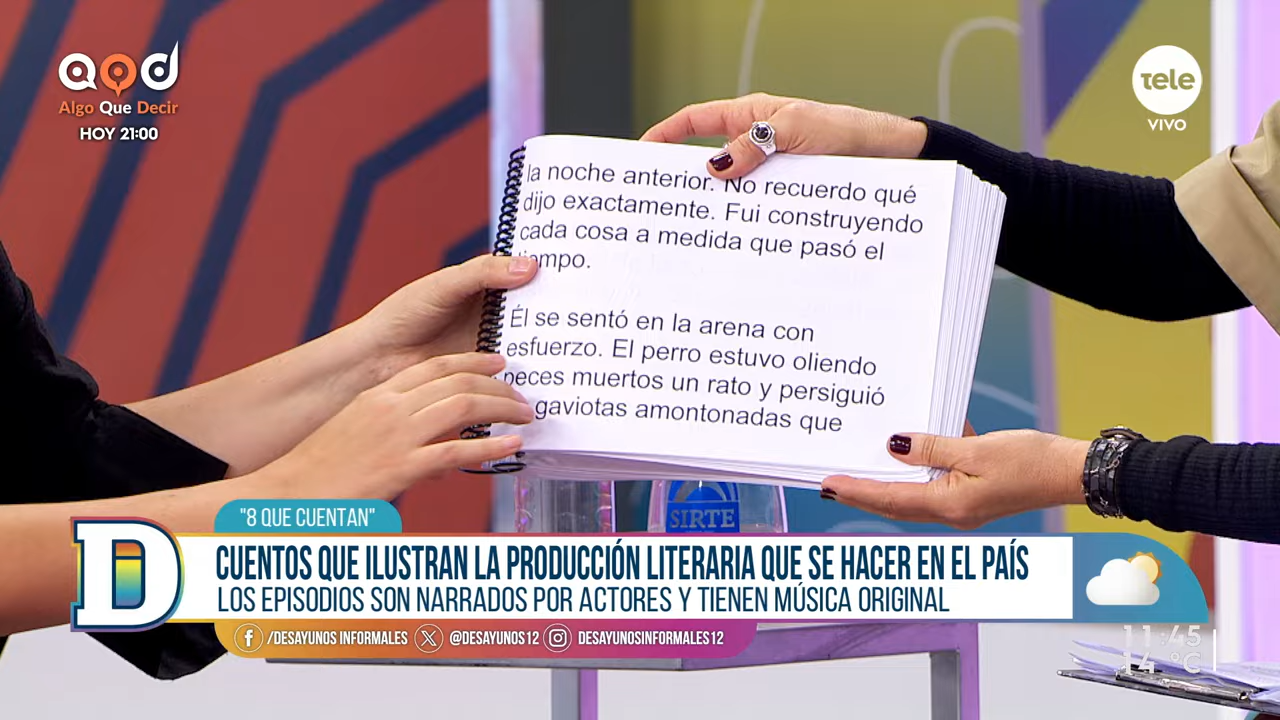 aqd
Algo Que Decir
HOY 21:00
tele
VIVO
la noche anterior. No recuerdo qué
dijo exactamente. Fui construyendo
cada cosa a medida que pasó el
tiempo.
Él se sentó en la arena con
esfuerzo. El perro estuvo oliendo
peces muertos un rato y persiguió
gaviotas amontonadas que
SIRTE
"8 QUE CUENTAN"
D
CUENTOS QUE ILUSTRAN LA PRODUCCIÓN LITERARIA QUE SE HACER EN EL PAÍS
LOS EPISODIOS SON NARRADOS POR ACTORES Y TIENEN MÚSICA ORIGINAL
/DESAYUNOS INFORMALES @DESAYUNOS12 DESAYUNOSINFORMALES12
11:45
14°C